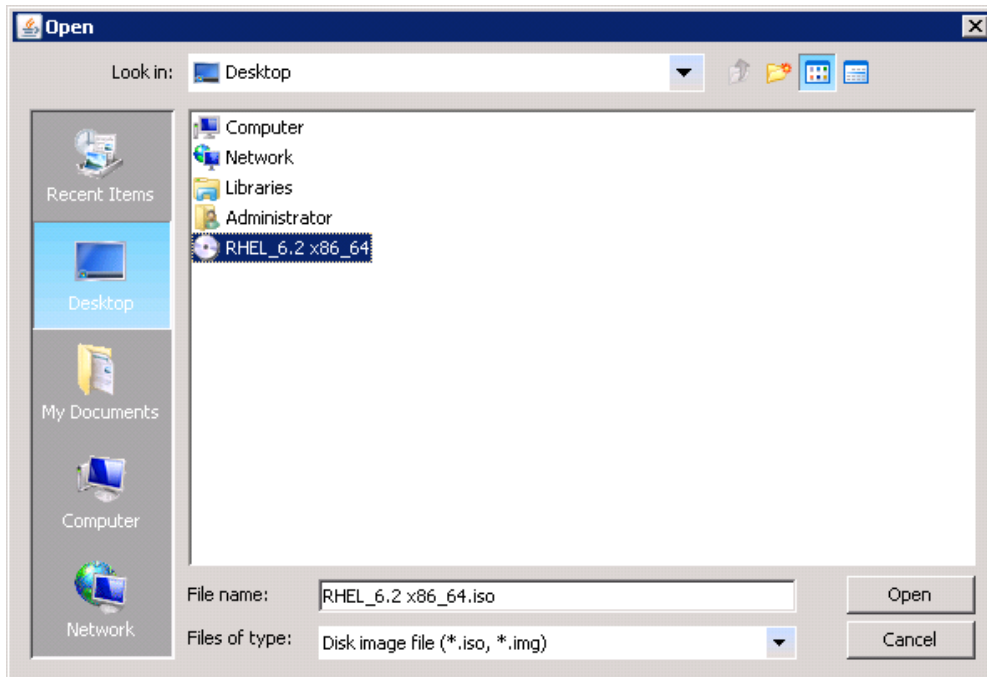 Open
Look in:
Desktop
Recent Items
Desktop
My Documents
Computer
Network
Computer
Network
Libraries
Administrator
RHEL_6.2 x86_64
File name:
RHEL_6.2 x86_64.iso
Open
Files of type:
Disk image file (*.iso, *.img)
Cancel